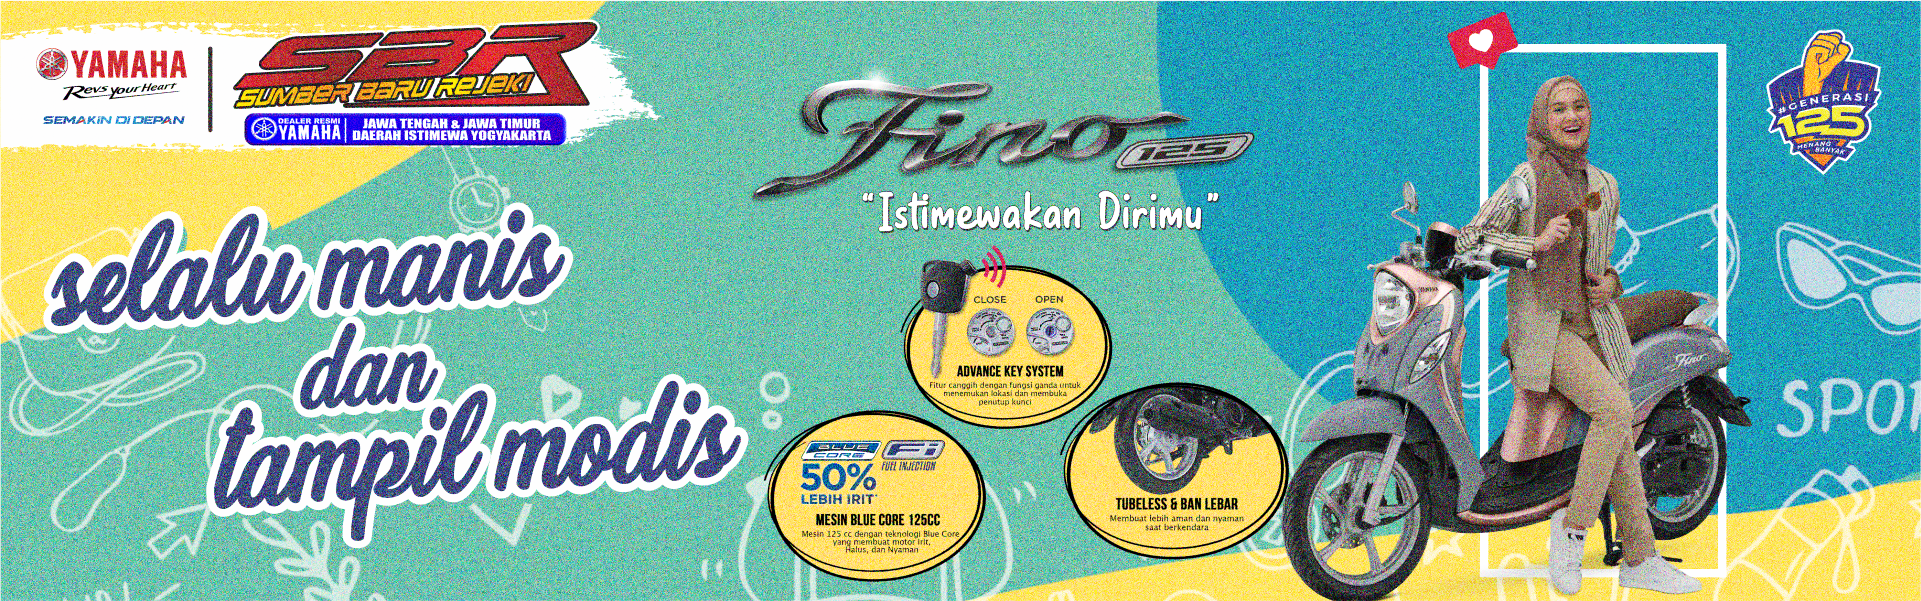 YAMAHA
Revs Your Heart
SEMAKIN DI DEPAN
SBR
SUMBER BARU REJEKI
DEALER RESMI
YAMAHA
JAWA TENGAH & JAWA TIMUR
DAERAH ISTIMEWA YOGYAKARTA
selalu manis
dan
tampil modis
Fino 125
"Istimewakan Dirimu"
CLOSE OPEN
ADVANCE KEY SYSTEM
Fitur canggih dengan fungsi ganda untuk
menemukan lokasi dan membuka
penutup kunci
BLUE CORE
Fi
FUEL INJECTION
50%
LEBIH IRIT*
MESIN BLUE CORE 125CC
Mesin 125 cc dengan teknologi Blue Core
yang membuat motor Irit,
Halus, dan Nyaman
TUBELESS & BAN LEBAR
Membuat lebih aman dan nyaman
saat berkendara
#GENERASI
125
MENANG
BANYAK
Fino
SPOR